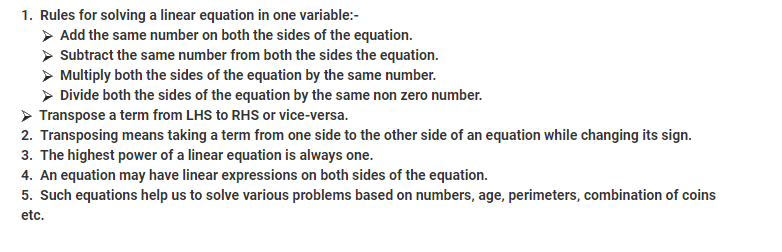 1. Rules for solving a linear equation in one variable:-
➢ Add the same number on both the sides of the equation.
➢ Subtract the same number from both the sides the equation.
➢ Multiply both the sides of the equation by the same number.
➢ Divide both the sides of the equation by the same non zero number.
➢ Transpose a term from LHS to RHS or vice-versa.
2. Transposing means taking a term from one side to the other side of an equation while changing its sign.
3. The highest power of a linear equation is always one.
4. An equation may have linear expressions on both sides of the equation.
5. Such equations help us to solve various problems based on numbers, age, perimeters, combination of coins
etc.